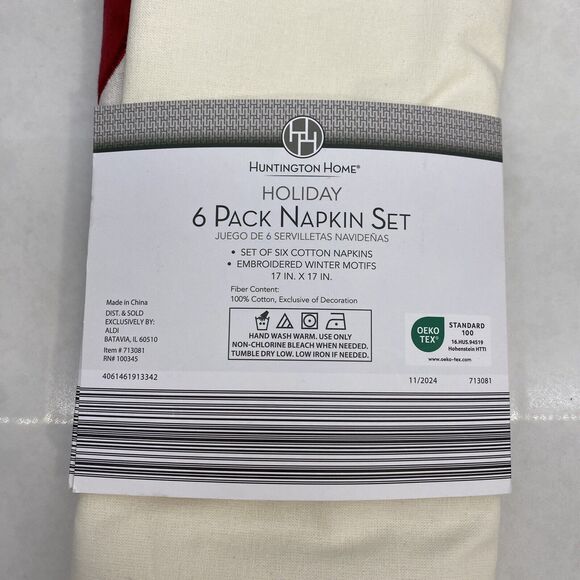 HH
HUNTINGTON HOME®
HOLIDAY
6 PACK NAPKIN SET
JUEGO DE 6 SERVILLETAS NAVIDEÑAS
• SET OF SIX COTTON NAPKINS
• EMBROIDERED WINTER MOTIFS
17 IN. X 17 IN.
Fiber Content:
100% Cotton, Exclusive of Decoration
Made in China
DIST. & SOLD
EXCLUSIVELY BY:
ALDI
BATAVIA, IL 60510
Item # 713081
RN# 100345
HAND WASH WARM. USE ONLY
NON-CHLORINE BLEACH WHEN NEEDED.
TUMBLE DRY LOW. LOW IRON IF NEEDED.
OEKO
TEX®
STANDARD
100
16.HUS.94519
Hohenstein HTTI
www.oeko-tex.com
4061461913342
11/2024
713081